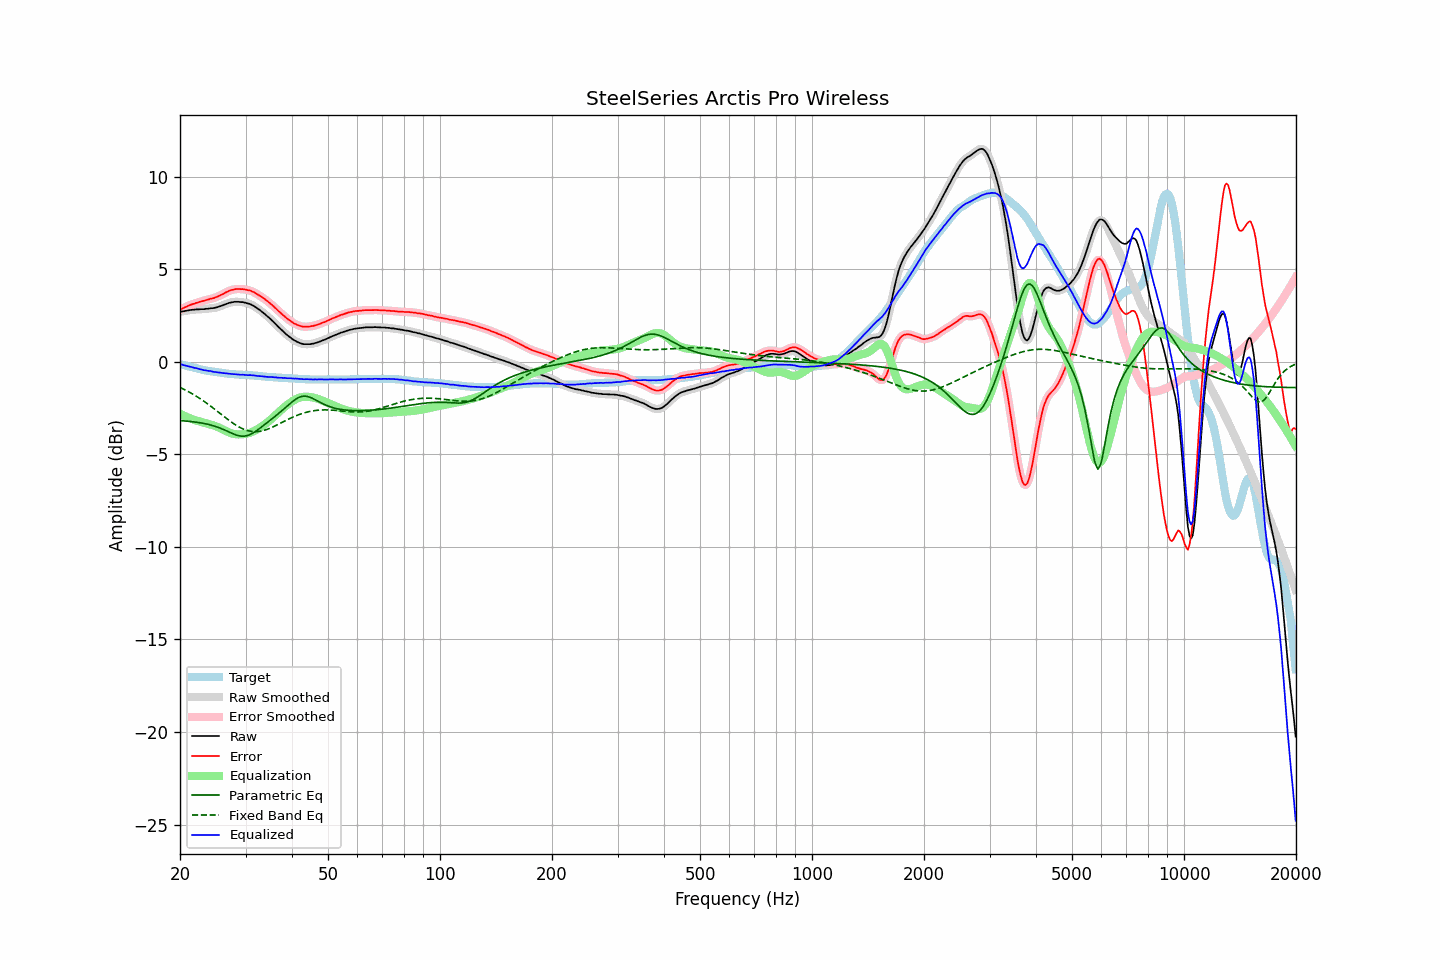 SteelSeries Arctis Pro Wireless
Amplitude (dBr)
10
5
0
−5
−10
−15
−20
−25
Target
Raw Smoothed
Error Smoothed
Raw
Error
Equalization
Parametric Eq
Fixed Band Eq
Equalized
20 50 100 200 500 1000 2000 5000 10000 20000
Frequency (Hz)